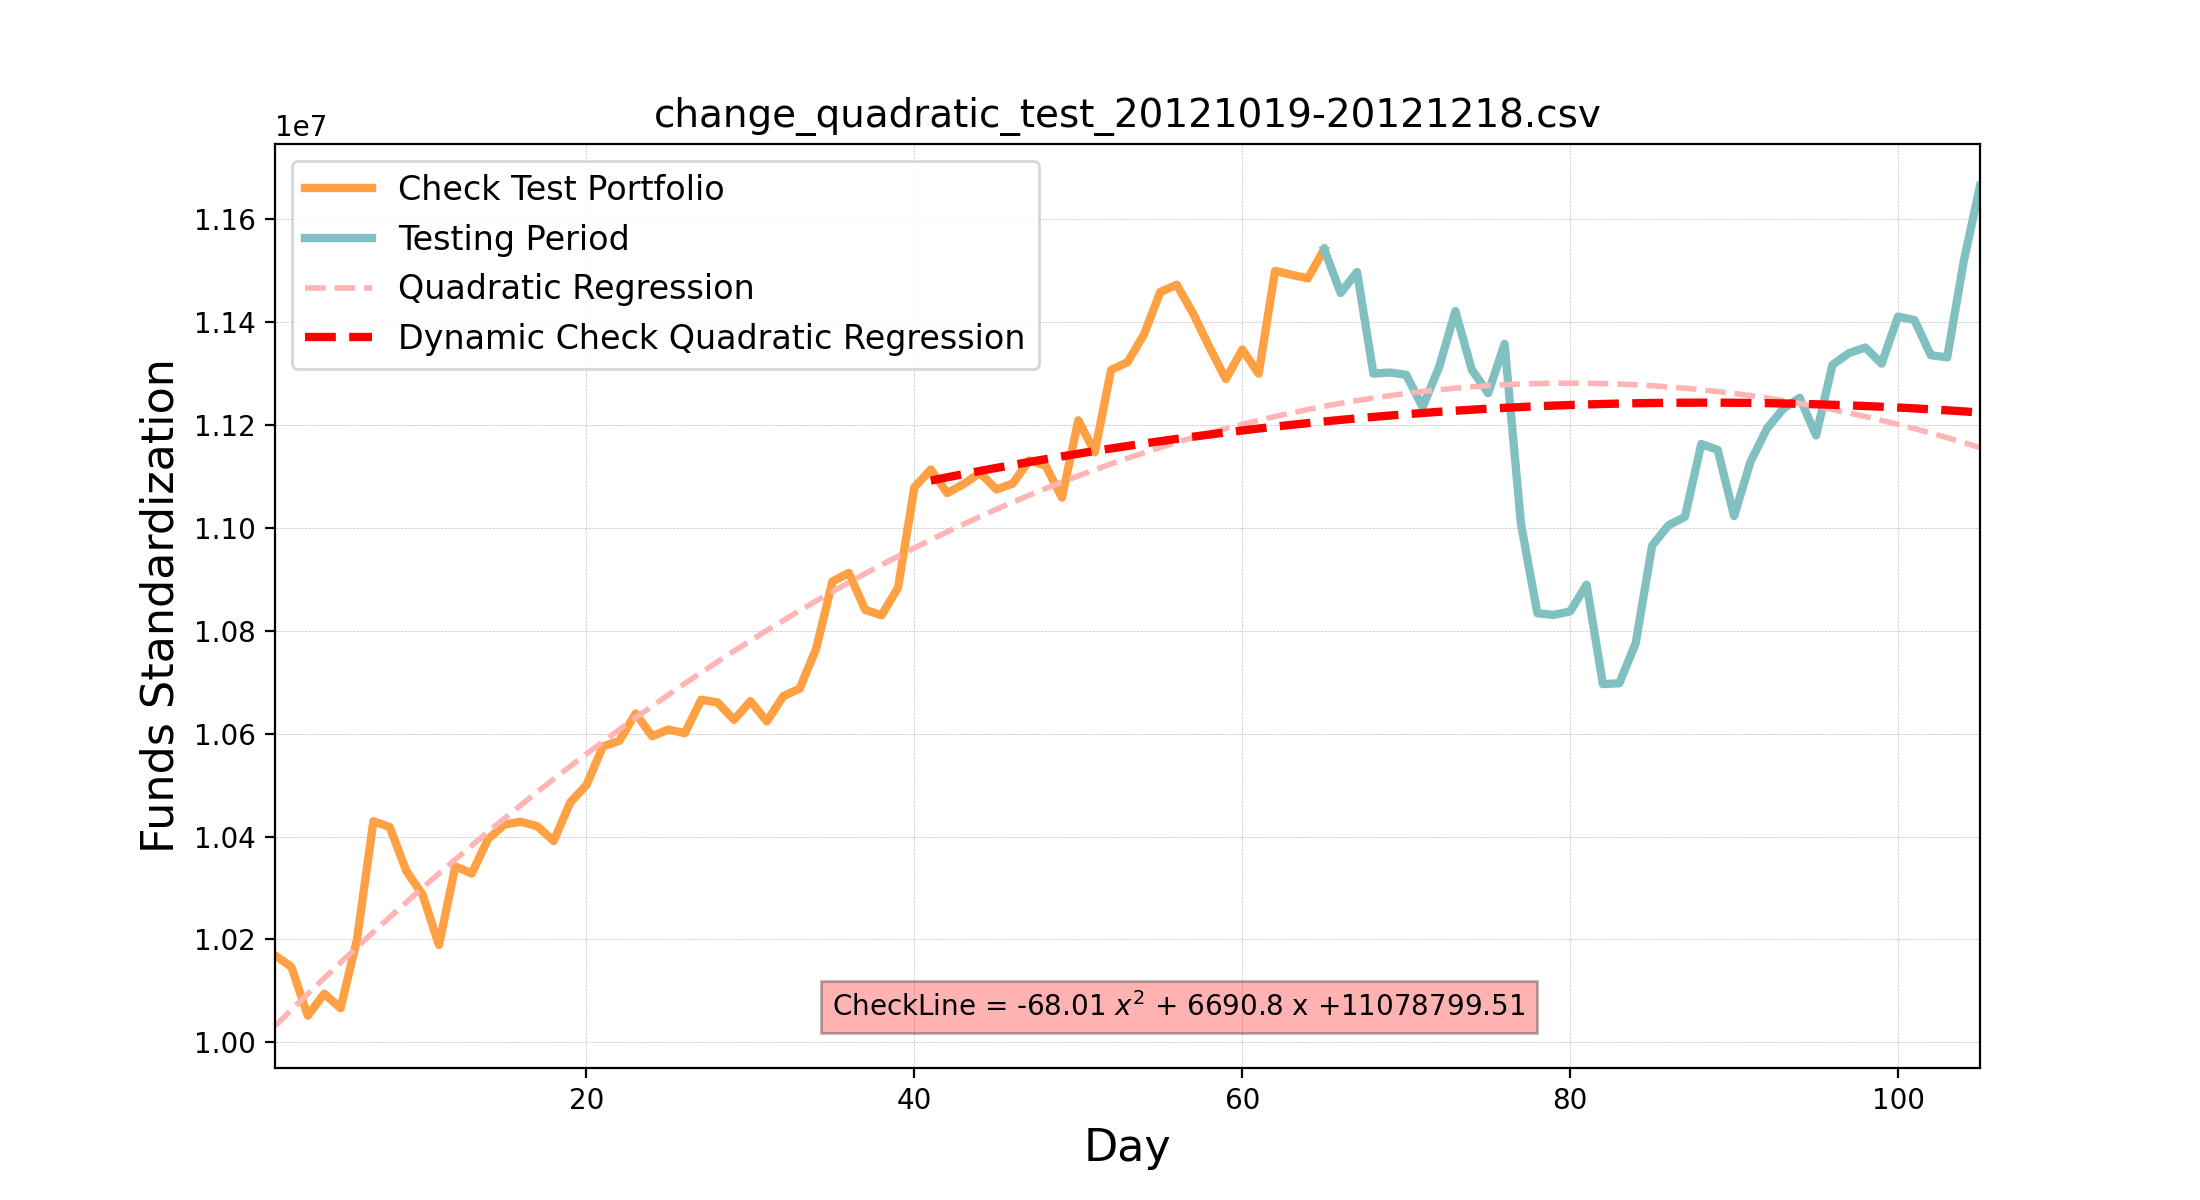 change_quadratic_test_20121019-20121218.csv
1e7
Check Test Portfolio
Testing Period
Quadratic Regression
Dynamic Check Quadratic Regression
1.16
1.14
1.12
1.10
1.08
1.06
1.04
1.02
1.00
Funds Standardization
CheckLine = -68.01 x² + 6690.8 x +11078799.51
20 40 60 80 100
Day